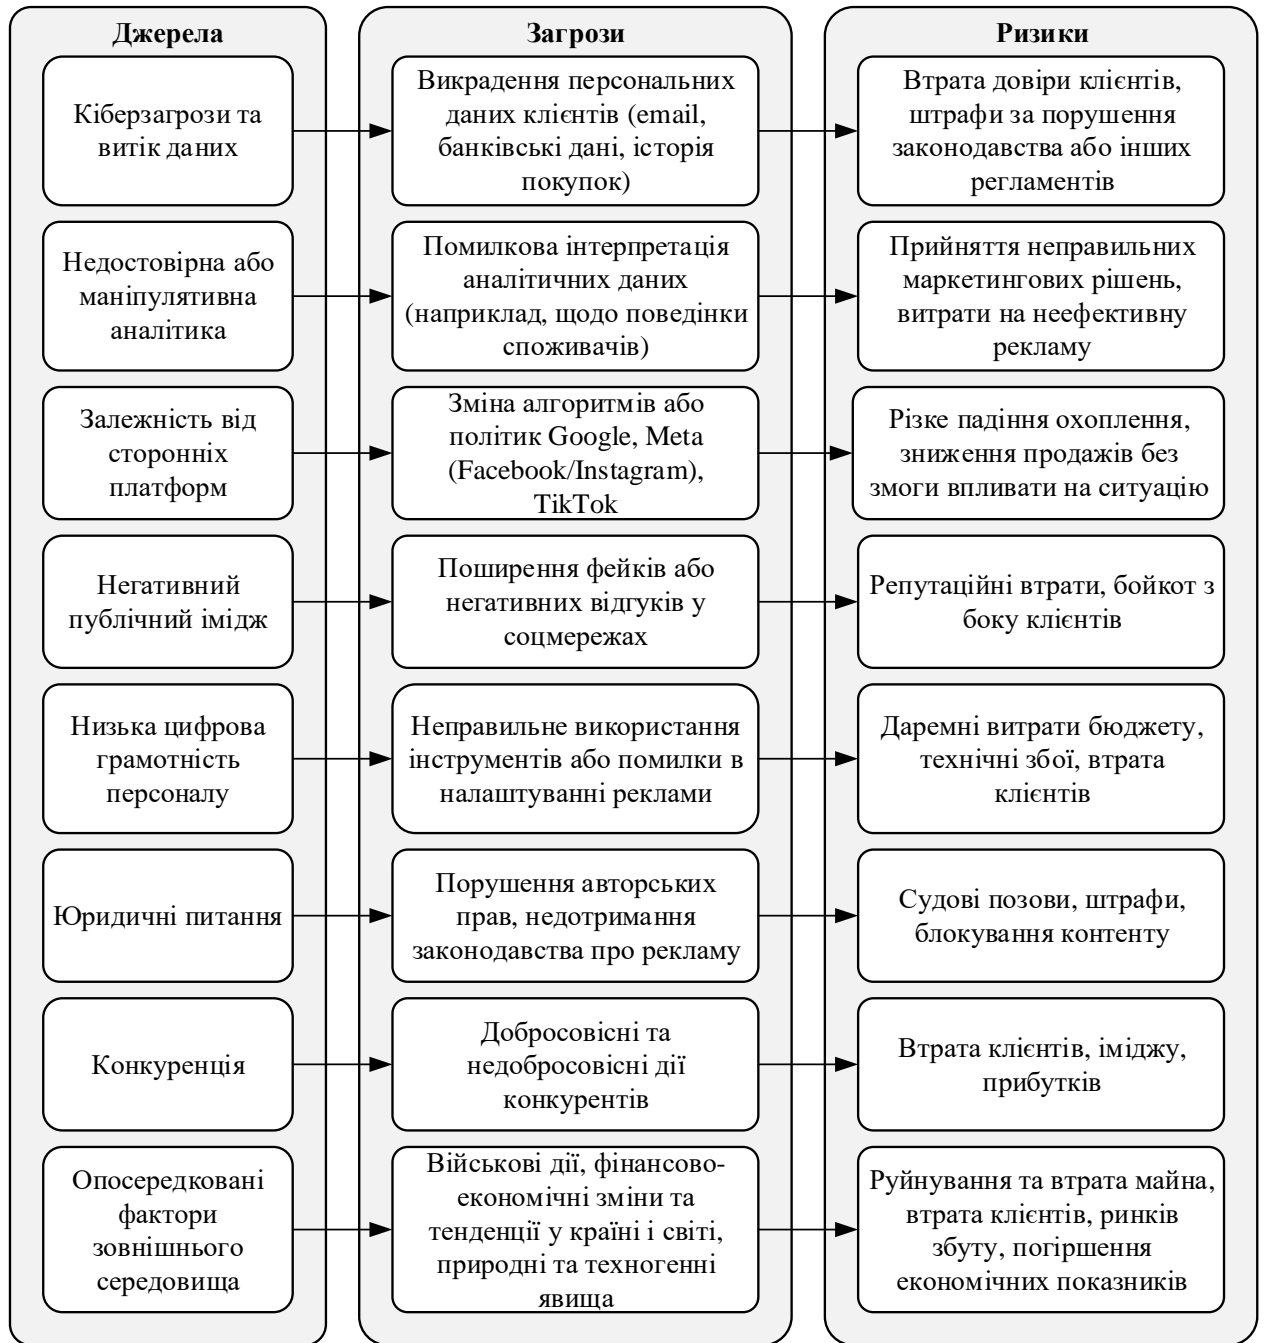 Джерела
Загрози
Ризики
Кіберзагрози та
витік даних
Викрадення персональних
даних клієнтів (email,
банківські дані, історія
покупок)
Втрата довіри клієнтів,
штрафи за порушення
законодавства або інших
регламентів
Недостовірна або
маніпулятивна
аналітика
Помилкова інтерпретація
аналітичних даних
(наприклад, щодо поведінки
споживачів)
Прийняття неправильних
маркетингових рішень,
витрати на неефективну
рекламу
Залежність від
сторонніх
платформ
Зміна алгоритмів або
політик Google, Meta
(Facebook/Instagram),
TikTok
Різке падіння охоплення,
зниження продажів без
змоги впливати на ситуацію
Негативний
публічний імідж
Поширення фейків або
негативних відгуків у
соцмережах
Репутаційні втрати, бойкот з
боку клієнтів
Низька цифрова
грамотність
персоналу
Неправильне використання
інструментів або помилки в
налаштуванні реклами
Даремні витрати бюджету,
технічні збої, втрата
клієнтів
Юридичні питання
Порушення авторських
прав, недотримання
законодавства про рекламу
Судові позови, штрафи,
блокування контенту
Конкуренція
Добросовісні та
недобросовісні дії
конкурентів
Втрата клієнтів, іміджу,
прибутків
Опосередковані
фактори
зовнішнього
середовища
Військові дії, фінансово-
економічні зміни та
тенденції у країні і світі,
природні та техногенні
явища
Руйнування та втрата майна,
втрата клієнтів, ринків
збуту, погіршення
економічних показників